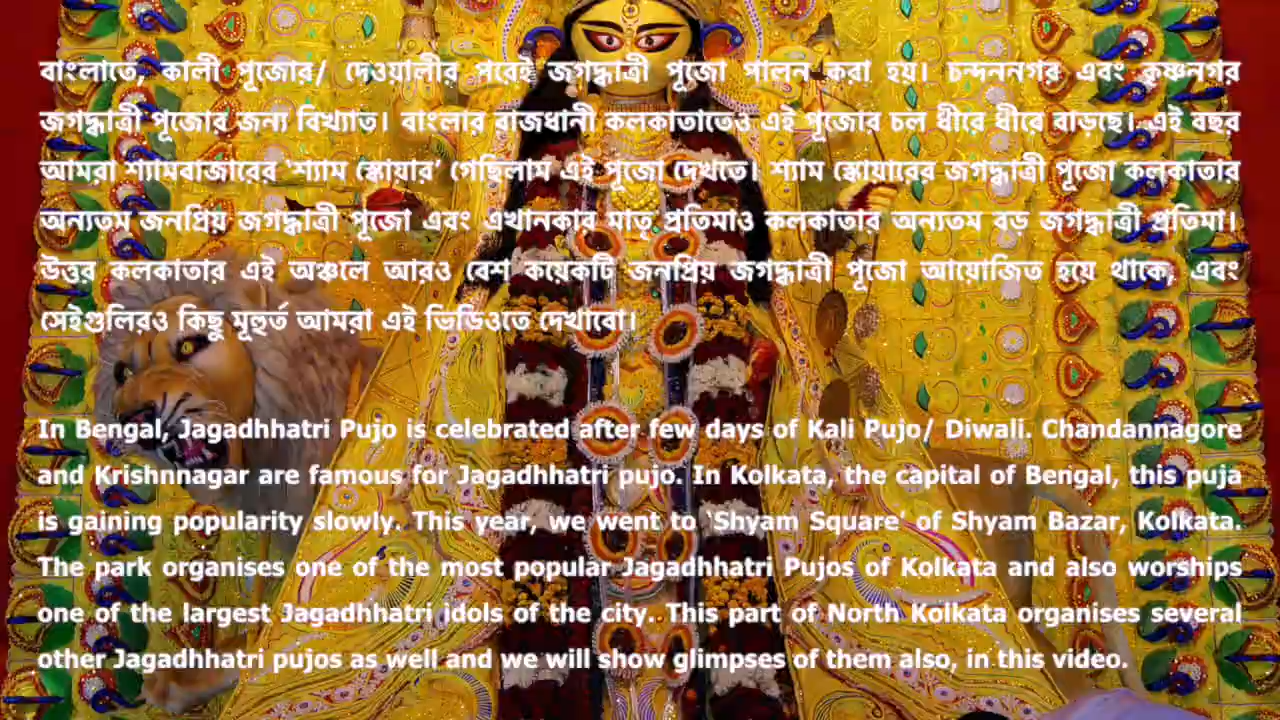 বাংলাতে, কালী পূজোর/ দেওয়ালীর পরেই জগদ্ধাত্রী পূজো পালন করা হয়। চন্দননগর এবং কৃষ্ণনগর
জগদ্ধাত্রী পূজোর জন্য বিখ্যাত। বাংলার রাজধানী কলকাতাতেও এই পূজোর চল ধীরে ধীরে বাড়ছে। এই বছর
আমরা শ্যামবাজারের ‘শ্যাম স্কোয়ার’ গেছিলাম এই পূজো দেখতে। শ্যাম স্কোয়ারের জগদ্ধাত্রী পূজো কলকাতার
অন্যতম জনপ্রিয় জগদ্ধাত্রী পূজো এবং এখানকার মাতৃ প্রতিমাও কলকাতার অন্যতম বড় জগদ্ধাত্রী প্রতিমা।
উত্তর কলকাতার এই অঞ্চলে আরও বেশ কয়েকটি জনপ্রিয় জগদ্ধাত্রী পূজো আয়োজিত হয়ে থাকে, এবং
সেইগুলিরও কিছু মূহুর্ত আমরা এই ভিডিওতে দেখাবো।
In Bengal, Jagadhhatri Pujo is celebrated after few days of Kali Pujo/ Diwali. Chandannagore
and Krishnnagar are famous for Jagadhhatri pujo. In Kolkata, the capital of Bengal, this puja
is gaining popularity slowly. This year, we went to ‘Shyam Square’ of Shyam Bazar, Kolkata.
The park organises one of the most popular Jagadhhatri Pujos of Kolkata and also worships
one of the largest Jagadhhatri idols of the city. This part of North Kolkata organises several
other Jagadhhatri pujos as well and we will show glimpses of them also, in this video.